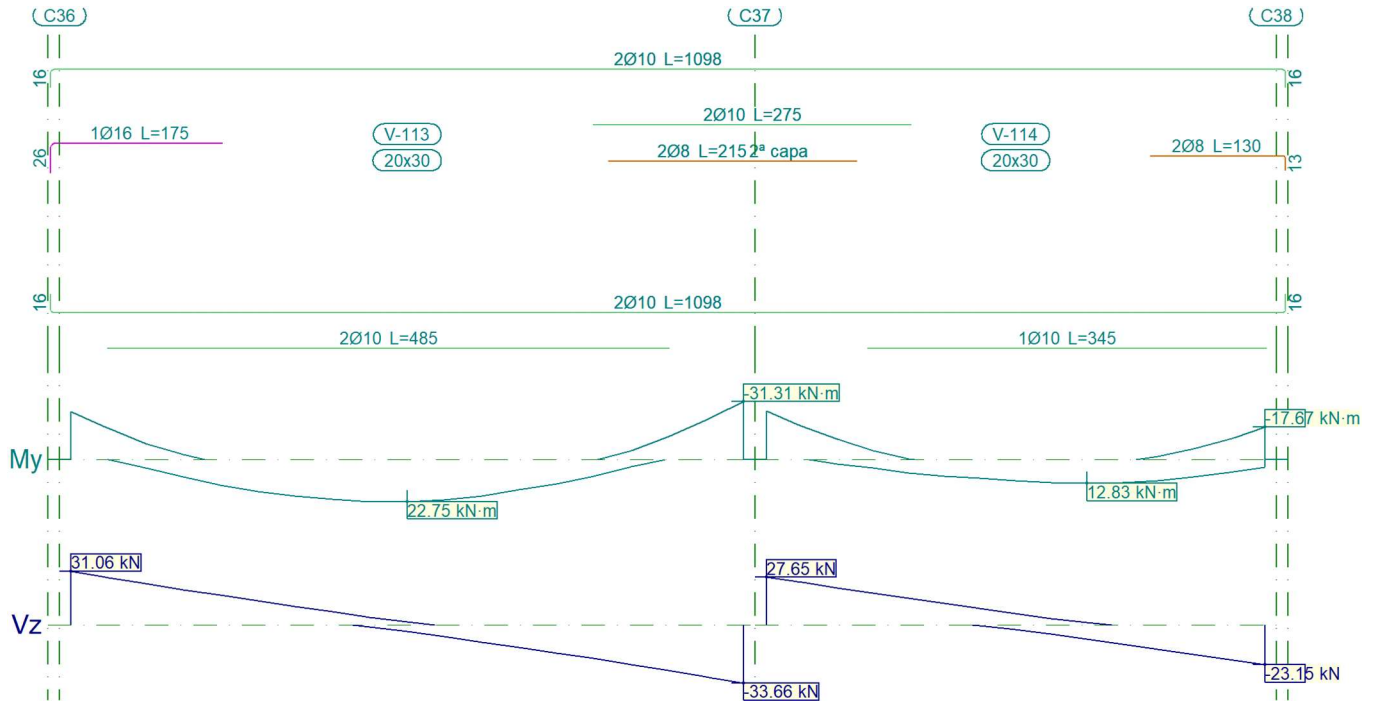 C36
C37
C38
2Ø10 L=1098
16
16
2Ø10 L=275
1Ø16 L=175
V-113
V-114
26
20x30
2Ø8 L=215
2ª capa
20x30
2Ø8 L=130
13
16
2Ø10 L=1098
16
2Ø10 L=485
1Ø10 L=345
-31.31 kN·m
-17.67 kN·m
My
22.75 kN·m
12.83 kN·m
31.06 kN
27.65 kN
Vz
-33.66 kN
-23.15 kN